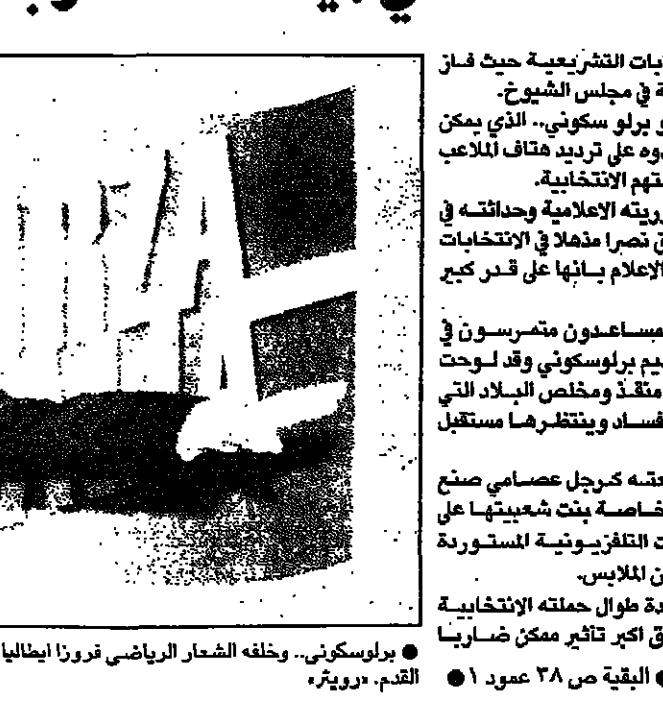 بات التشريعية حيث فاز
ة في مجلس الشيوخ.
و برلو سكوني.. الذي يمكن
دوه على ترديد هتاف الملاعب
تهم الانتخابية.
ريته الاعلامية وحداثته في
ق نصرا مذهلا في الانتخابات
الاعلام بانها على قدر كبير
مساعدون متمرسون في
يم برلوسكوني وقد لوحت
منقذ ومخلص البلاد التي
فساد وينتظرها مستقبل
عته كرجل عصامي صنع
خاصة بنت شعبيتها على
ت التلفزيونية المستوردة
ن الملابس.
دة طوال حملته الانتخابية
ق اكبر تأثير ممكن ضاربا
البقية ص ٣٨ عمود ١ ●
● برلوسكوني.. وخلفه الشعار الرياضي فروزا ايطاليا
القدم. «رويتر»